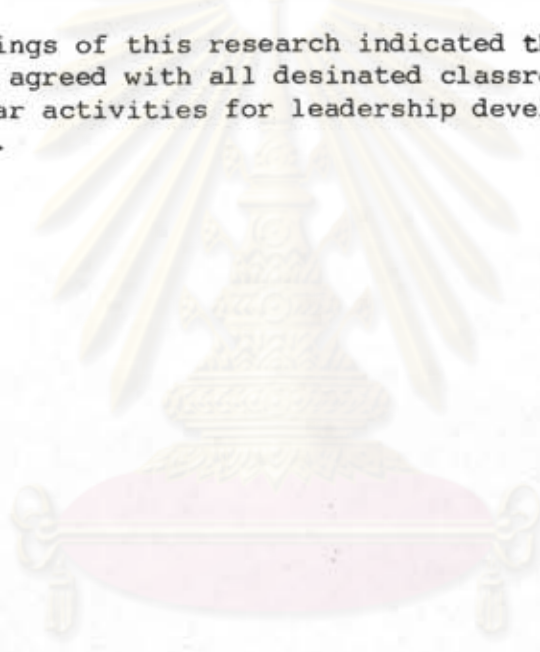 ings of this research indicated th
agreed with all desinated classr
ar activities for leadership deve
.